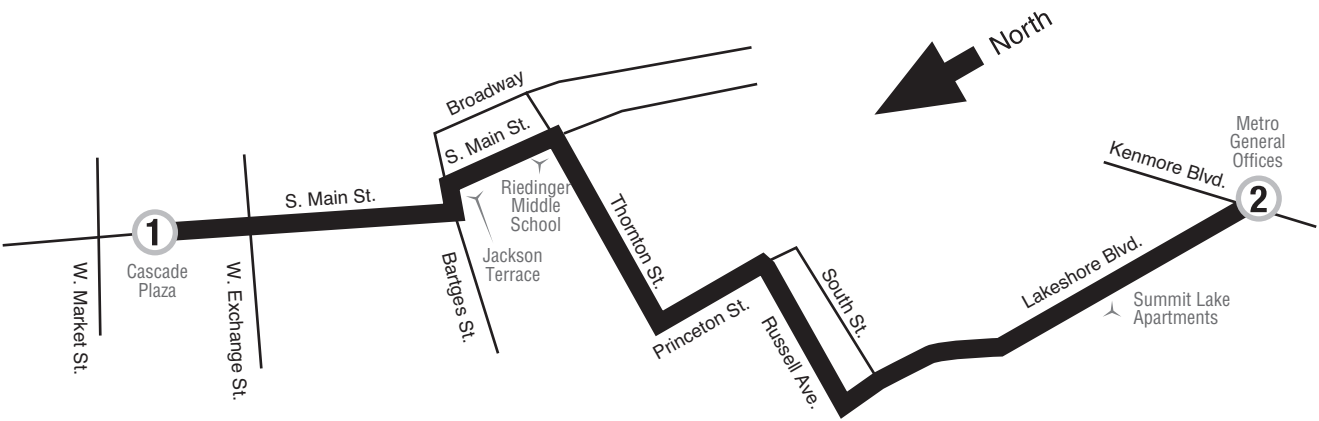 North
Broadway
S. Main St.
Metro
General
Offices
Kenmore Blvd.
2
Riedinger
Middle
School
S. Main St.
1
Thornton St.
Jackson
Terrace
Cascade
Plaza
W. Market St.
W. Exchange St.
Bartges St.
South St.
Lakeshore Blvd.
Princeton St.
Summit Lake
Apartments
Russell Ave.